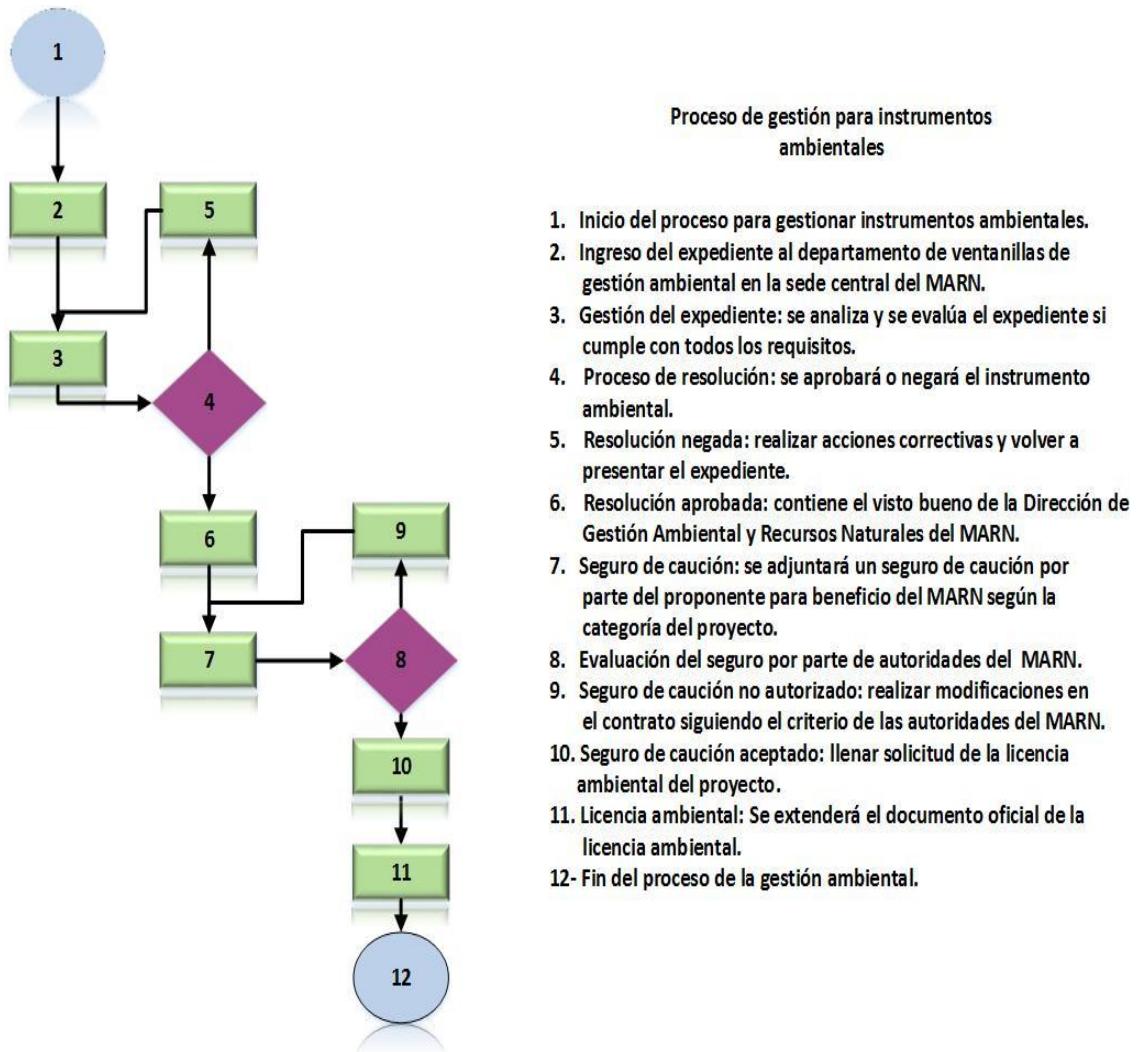 1
2
5
3
4
6
9
7
8
10
11
12
Proceso de gestión para instrumentos
ambientales
1. Inicio del proceso para gestionar instrumentos ambientales.
2. Ingreso del expediente al departamento de ventanillas de
gestión ambiental en la sede central del MARN.
3. Gestión del expediente: se analiza y se evalúa el expediente si
cumple con todos los requisitos.
4. Proceso de resolución: se aprobará o negará el instrumento
ambiental.
5. Resolución negada: realizar acciones correctivas y volver a
presentar el expediente.
6. Resolución aprobada: contiene el visto bueno de la Dirección de
Gestión Ambiental y Recursos Naturales del MARN.
7. Seguro de caución: se adjuntará un seguro de caución por
parte del proponente para beneficio del MARN según la
categoría del proyecto.
8. Evaluación del seguro por parte de autoridades del MARN.
9. Seguro de caución no autorizado: realizar modificaciones en
el contrato siguiendo el criterio de las autoridades del MARN.
10. Seguro de caución aceptado: llenar solicitud de la licencia
ambiental del proyecto.
11. Licencia ambiental: Se extenderá el documento oficial de la
licencia ambiental.
12- Fin del proceso de la gestión ambiental.